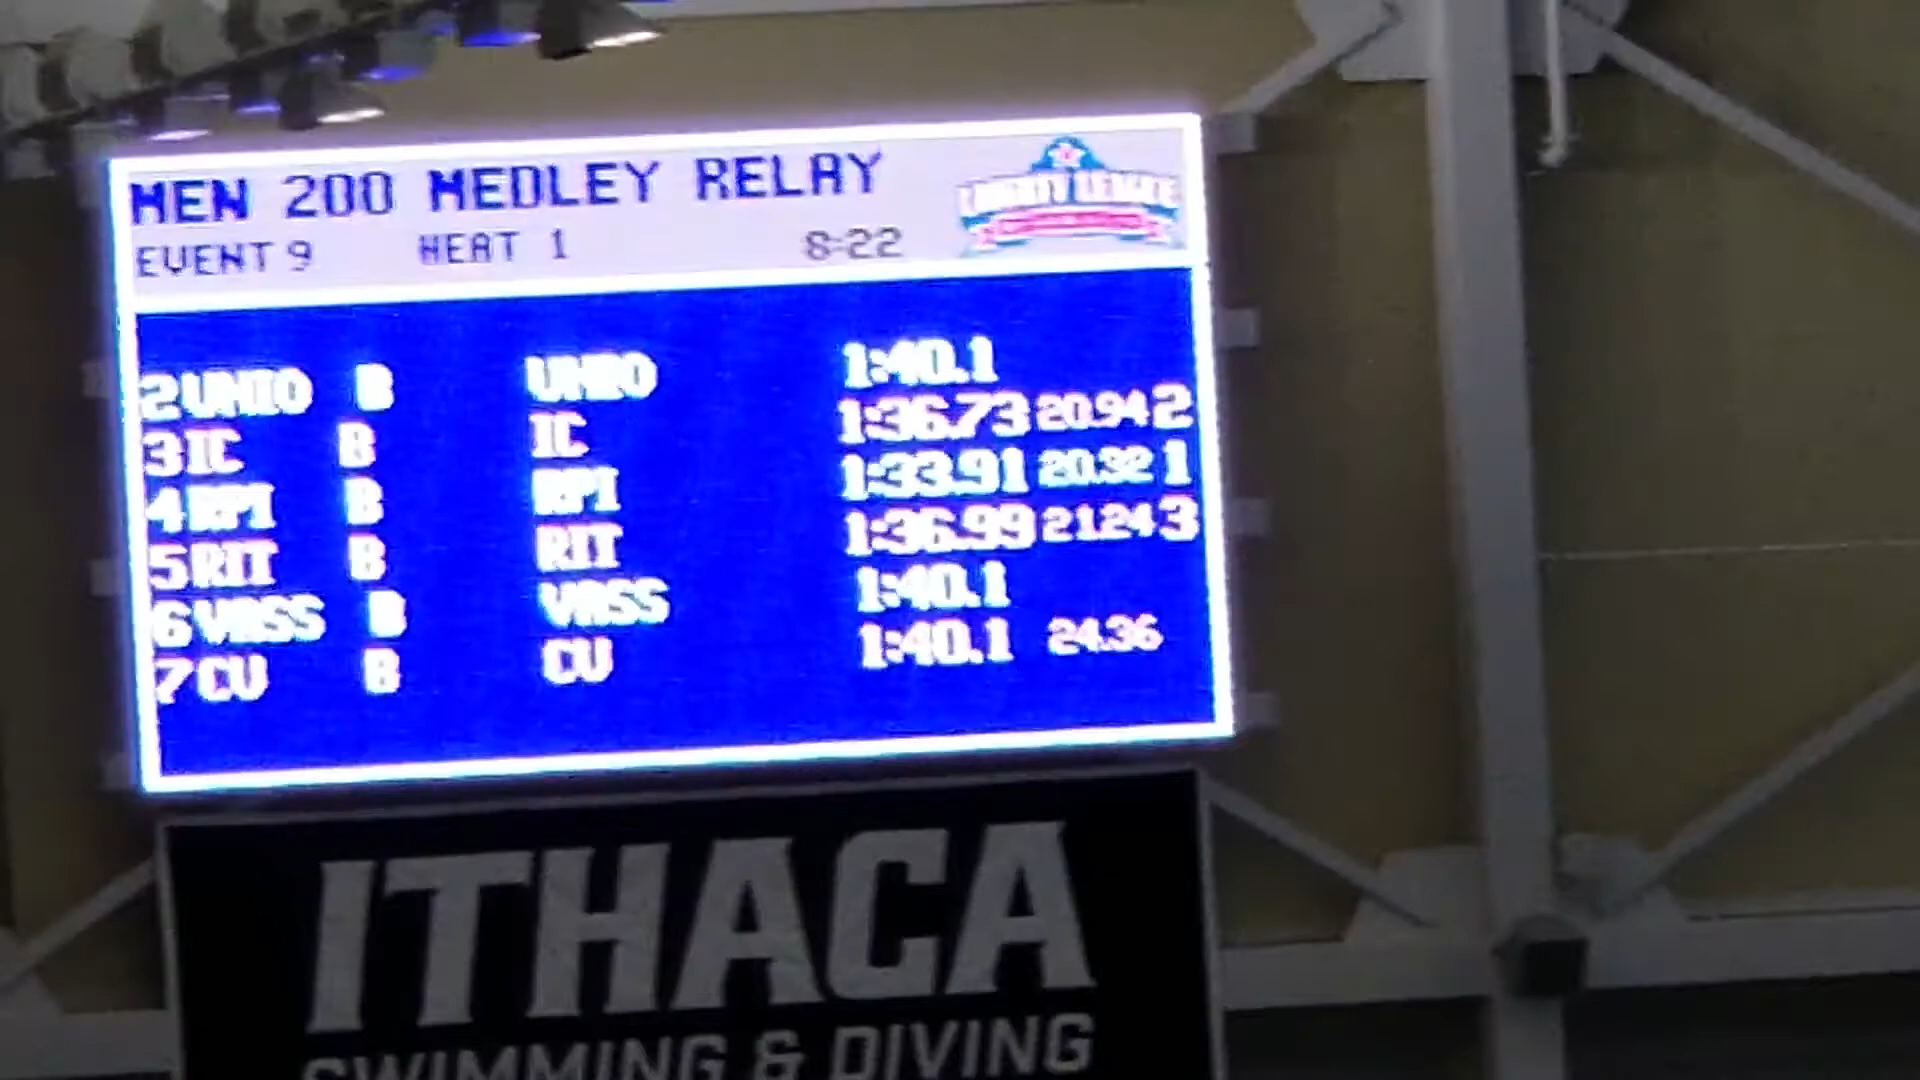 MEN 200 MEDLEY RELAY
LIBERTY LEAGUE
EVENT 9 HEAT 1 8:22
2 UNIO B UNIO 1:40.1
3 IC B IC 1:36.73 20.94 2
4 RPI B RPI 1:33.91 20.32 1
5 RIT B RIT 1:36.99 21.24 3
6 VASS B VASS 1:40.1
7 CU B CU 1:40.1 24.36
ITHACA
SWIMMING & DIVING